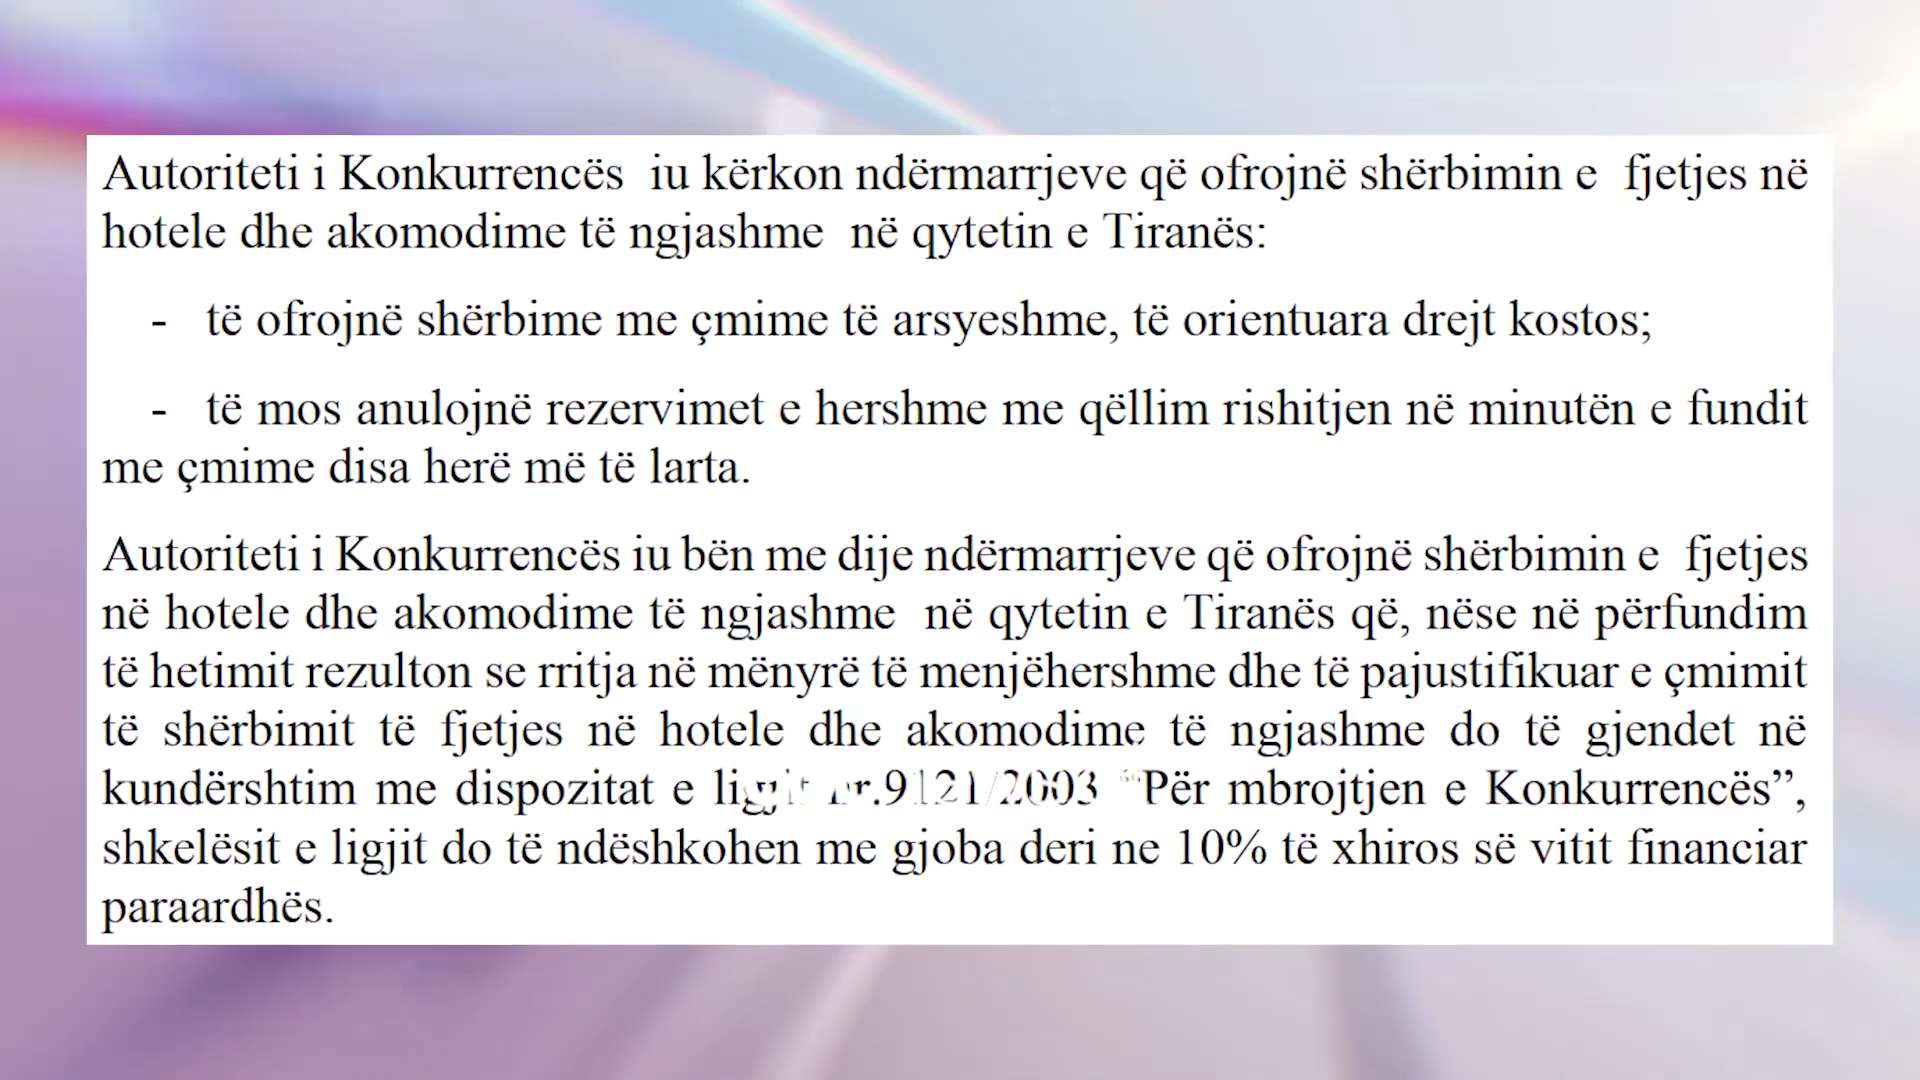 Autoriteti i Konkurrencës iu kërkon ndërmarrjeve që ofrojnë shërbimin e fjetjes në
hotele dhe akomodime të ngjashme në qytetin e Tiranës:
- të ofrojnë shërbime me çmime të arsyeshme, të orientuara drejt kostos;
- të mos anulojnë rezervimet e hershme me qëllim rishitjen në minutën e fundit
me çmime disa herë më të larta.
Autoriteti i Konkurrencës iu bën me dije ndërmarrjeve që ofrojnë shërbimin e fjetjes
në hotele dhe akomodime të ngjashme në qytetin e Tiranës që, nëse në përfundim
të hetimit rezulton se rritja në mënyrë të menjëhershme dhe të pajustifikuar e çmimit
të shërbimit të fjetjes në hotele dhe akomodime të ngjashme do të gjendet në
kundërshtim me dispozitat e ligjit nr.9121/2003 “Për mbrojtjen e Konkurrencës”,
shkelësit e ligjit do të ndëshkohen me gjoba deri ne 10% të xhiros së vitit financiar
paraardhës.